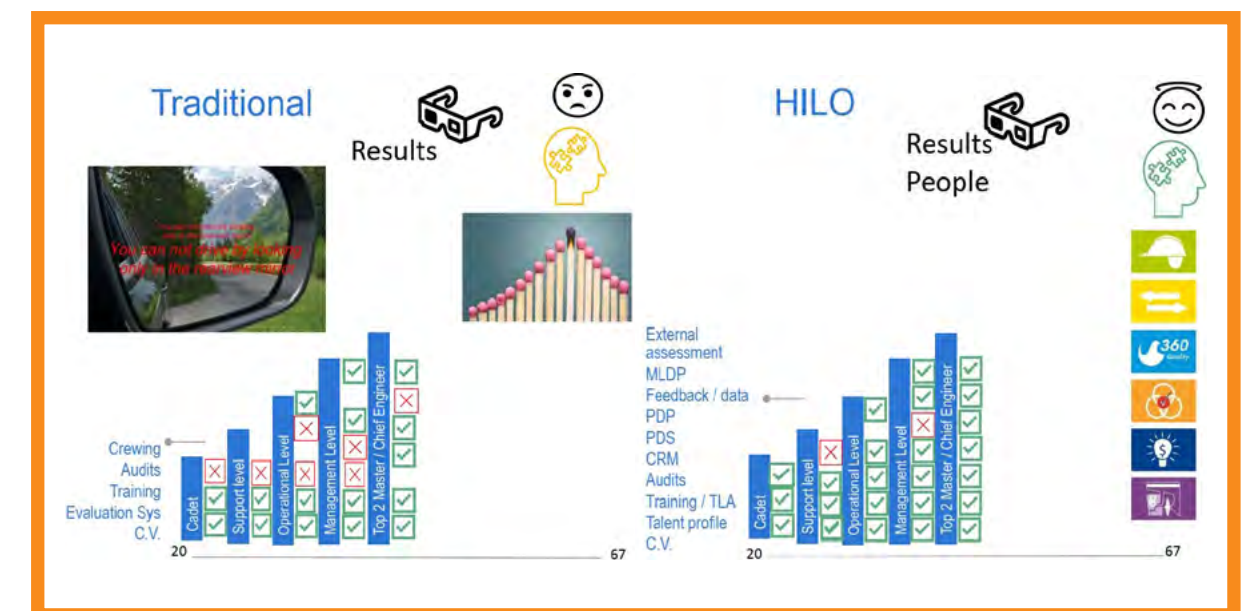 Traditional
Results
You can not drive by looking
only in the rearview mirror
Crewing
Audits
Training
Evaluation Sys
C.V.
Cadet
Support level
Operational Level
Management Level
Top 2 Master / Chief Engineer
20
67
HILO
Results
People
360
Quality
External
assessment
MLDP
Feedback / data
PDP
PDS
CRM
Audits
Training / TLA
Talent profile
C.V.
Cadet
Support level
Operational Level
Management Level
Top 2 Master / Chief Engineer
20
67